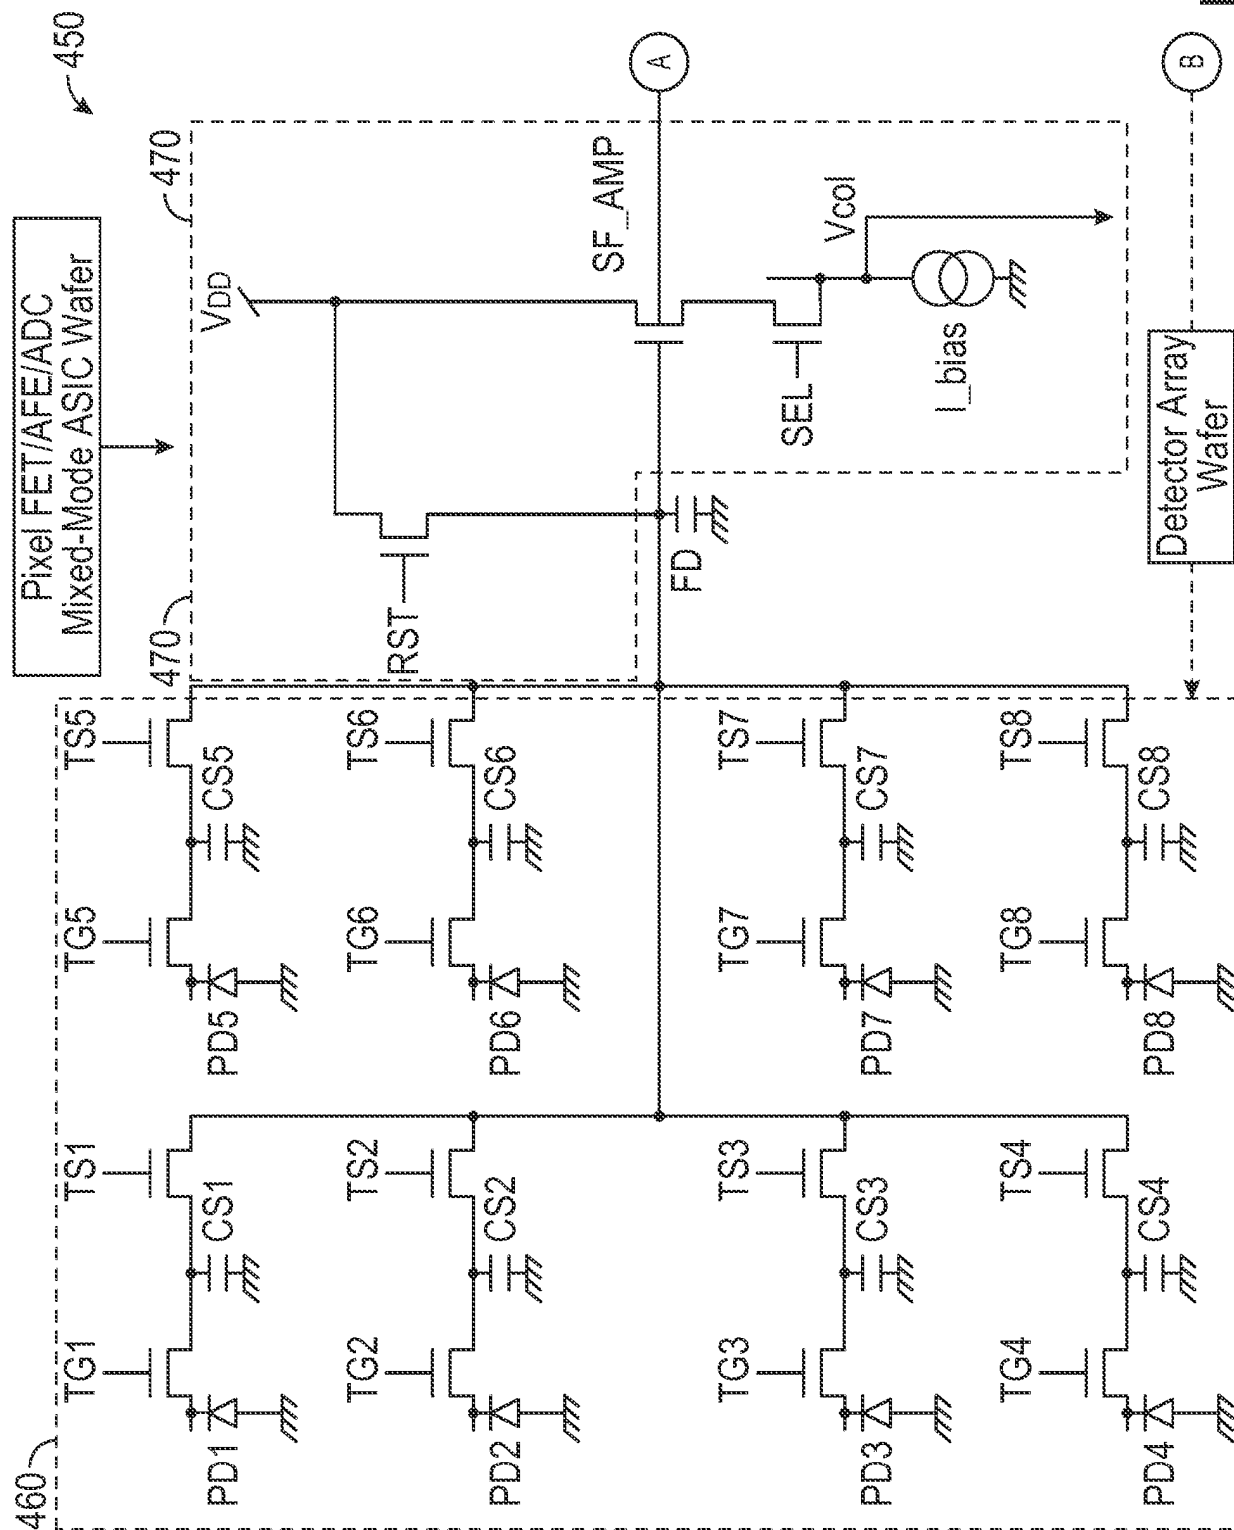 450
Pixel FET/AFE/ADC
Mixed-Mode ASIC Wafer
470
470
460
VDD
SF_AMP
A
RST
FD
SEL
Vcol
I_bias
B
Detector Array
Wafer
TG1
TS1
CS1
PD1
TG5
TS5
CS5
PD5
TG2
TS2
CS2
PD2
TG6
TS6
CS6
PD6
TG3
TS3
CS3
PD3
TG7
TS7
CS7
PD7
TG4
TS4
CS4
PD4
TG8
TS8
CS8
PD8